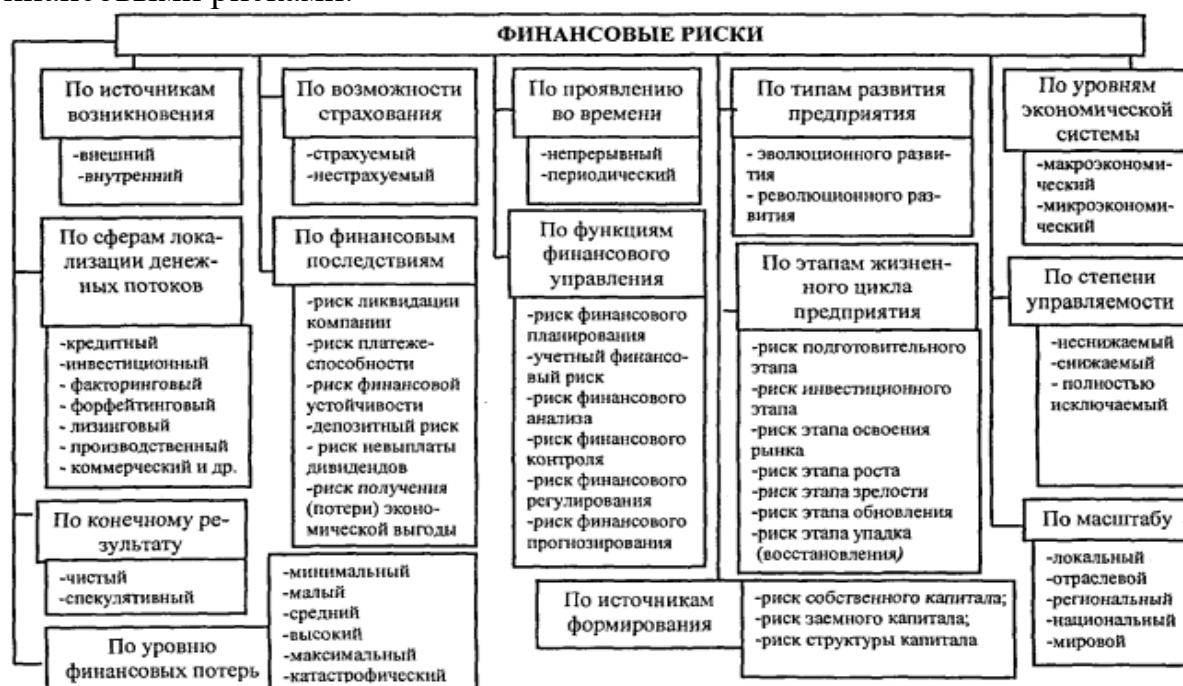 финансовыми рисками.
ФИНАНСОВЫЕ РИСКИ
По источникам
возникновения
-внешний
-внутренний
По сферам лока-
лизации денеж-
ных потоков
-кредитный
-инвестиционный
- факторинговый
- форфейтинговый
- лизинговый
- производственный
- коммерческий и др.
По конечному ре-
зультату
-чистый
-спекулятивный
По уровню
финансовых потерь
-минимальный
-малый
-средний
-высокий
-максимальный
-катастрофический
По возможности
страхования
-страхуемый
-нестрахуемый
По финансовым
последствиям
-риск ликвидации
компании
-риск платеже-
способности
-риск финансовой
устойчивости
-депозитный риск
- риск невыплаты
дивидендов
-риск получения
(потери) эконо-
мической выгоды
По проявлению
во времени
-непрерывный
-периодический
По функциям
финансового
управления
-риск финансового
планирования
-учетный финансо-
вый риск
-риск финансового
анализа
-риск финансового
контроля
-риск финансового
регулирования
-риск финансового
прогнозирования
По типам развития
предприятия
- эволюционного разви-
тия
- революционного раз-
вития
По этапам жизнен-
ного цикла
предприятия
-риск подготовительного
этапа
-риск инвестиционного
этапа
-риск этапа освоения
рынка
-риск этапа роста
-риск этапа зрелости
-риск этапа обновления
-риск этапа упадка
(восстановления)
По источникам
формирования
-риск собственного капитала;
-риск заемного капитала;
-риск структуры капитала
По уровням
экономической
системы
-макроэкономи-
ческий
-микроэкономи-
ческий
По степени
управляемости
-неснижаемый
-снижаемый
- полностью
исключаемый
По масштабу
-локальный
-отраслевой
-региональный
-национальный
-мировой